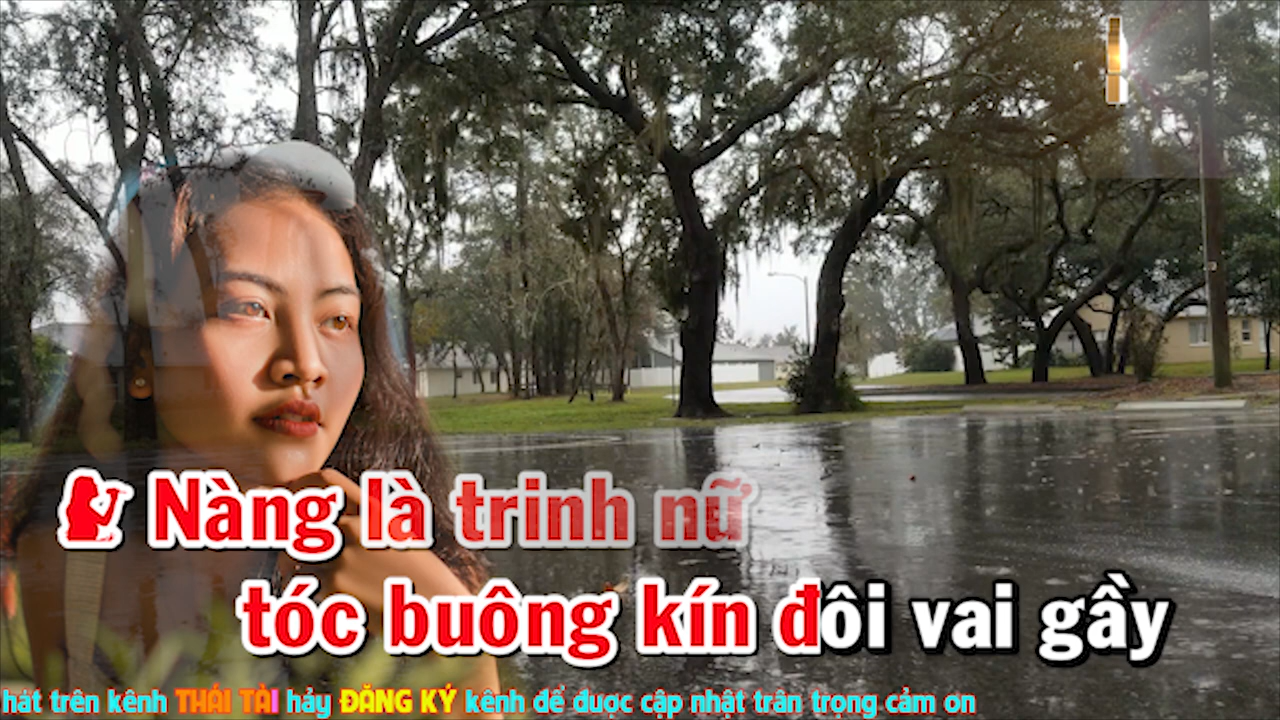 Nàng là trinh nữ
tóc buông kín đôi vai gầy
hát trên kênh THÁI TÀI hãy ĐĂNG KÝ kênh để được cập nhật trân trọng cảm ơn